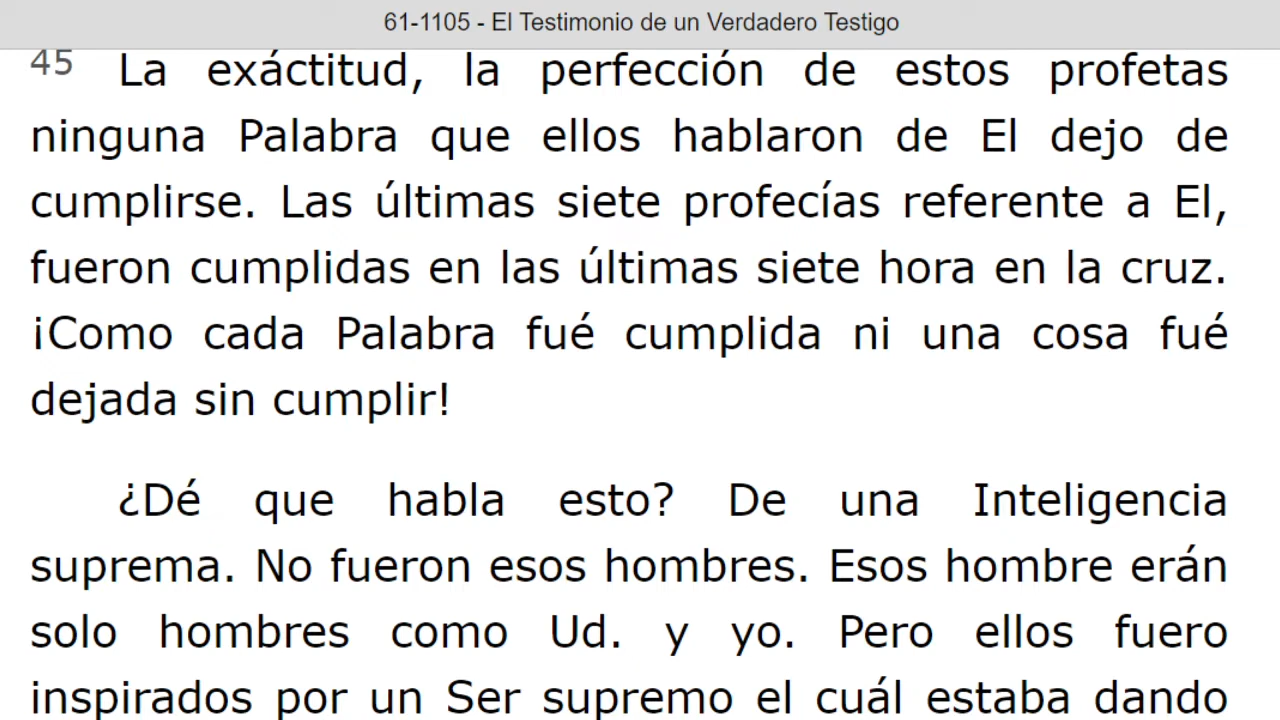 61-1105 - El Testimonio de un Verdadero Testigo
45 La exáctitud, la perfección de estos profetas
ninguna Palabra que ellos hablaron de El dejo de
cumplirse. Las últimas siete profecías referente a El,
fueron cumplidas en las últimas siete hora en la cruz.
¡Como cada Palabra fué cumplida ni una cosa fué
dejada sin cumplir!
¿Dé que habla esto? De una Inteligencia
suprema. No fueron esos hombres. Esos hombre erán
solo hombres como Ud. y yo. Pero ellos fuero
inspirados por un Ser supremo el cuál estaba dando